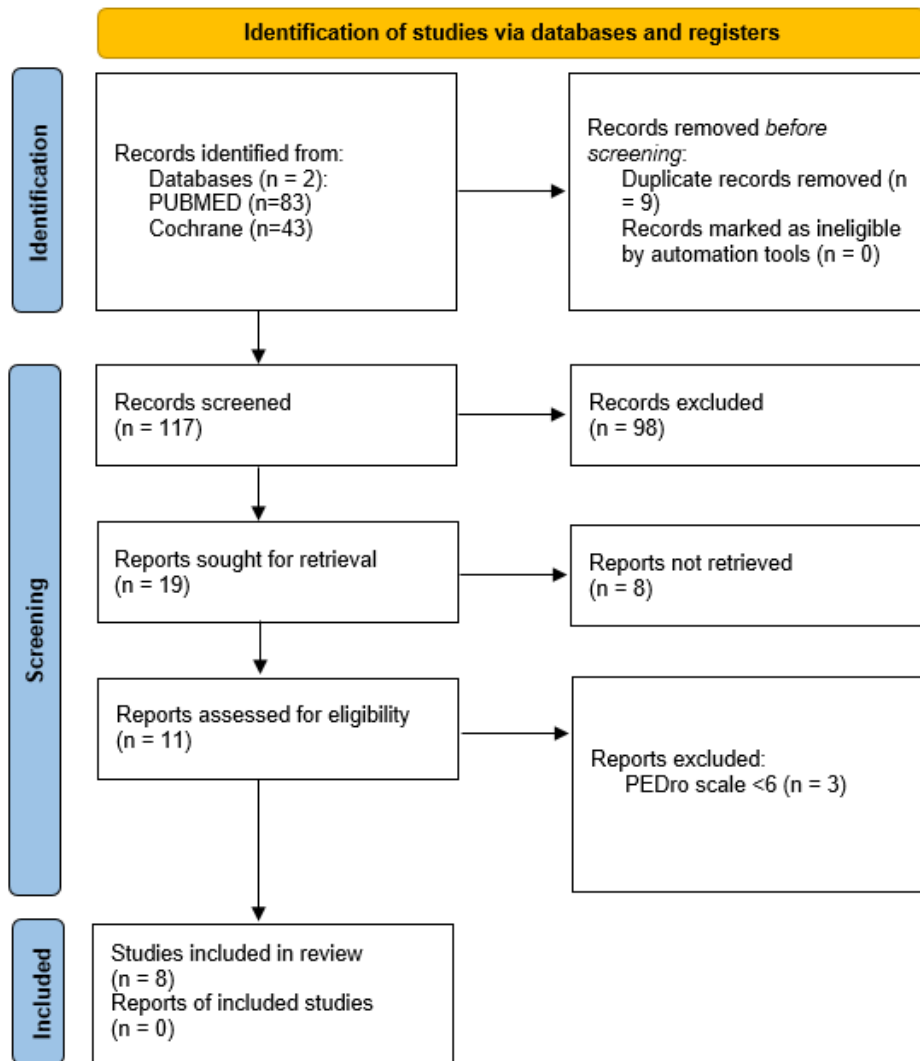 Identification of studies via databases and registers
Identification
Records identified from:
Databases (n = 2):
PUBMED (n=83)
Cochrane (n=43)
Records removed before
screening:
Duplicate records removed (n
= 9)
Records marked as ineligible
by automation tools (n = 0)
Screening
Records screened
(n = 117)
Records excluded
(n = 98)
Reports sought for retrieval
(n = 19)
Reports not retrieved
(n = 8)
Reports assessed for eligibility
(n = 11)
Reports excluded:
PEDro scale <6 (n = 3)
Included
Studies included in review
(n = 8)
Reports of included studies
(n = 0)